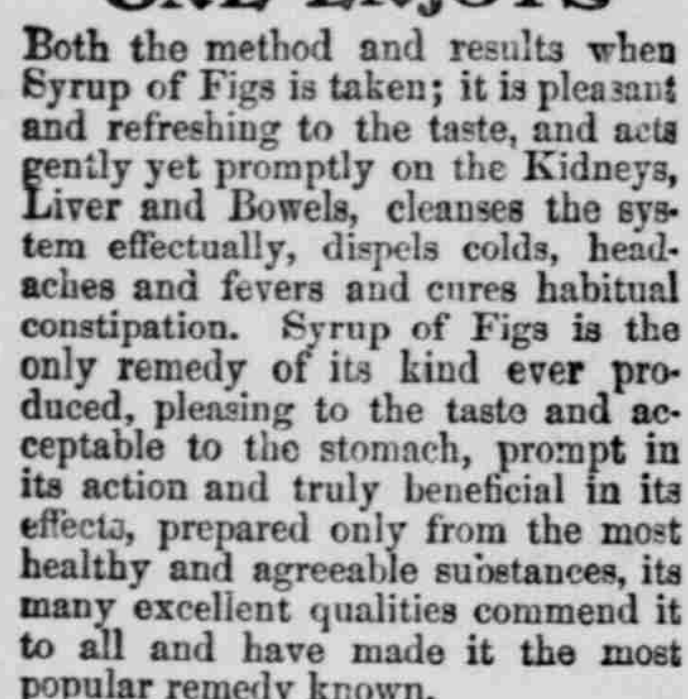 ONE ENJOYS
Both the method and results when
Syrup of Figs is taken; it is pleasant
and refreshing to the taste, and acts
gently yet promptly on the Kidneys,
Liver and Bowels, cleanses the sys-
tem effectually, dispels colds, head-
aches and fevers and cures habitual
constipation. Syrup of Figs is the
only remedy of its kind ever pro-
duced, pleasing to the taste and ac-
ceptable to the stomach, prompt in
its action and truly beneficial in its
effects, prepared only from the most
healthy and agreeable substances, its
many excellent qualities commend it
to all and have made it the most
popular remedy known.